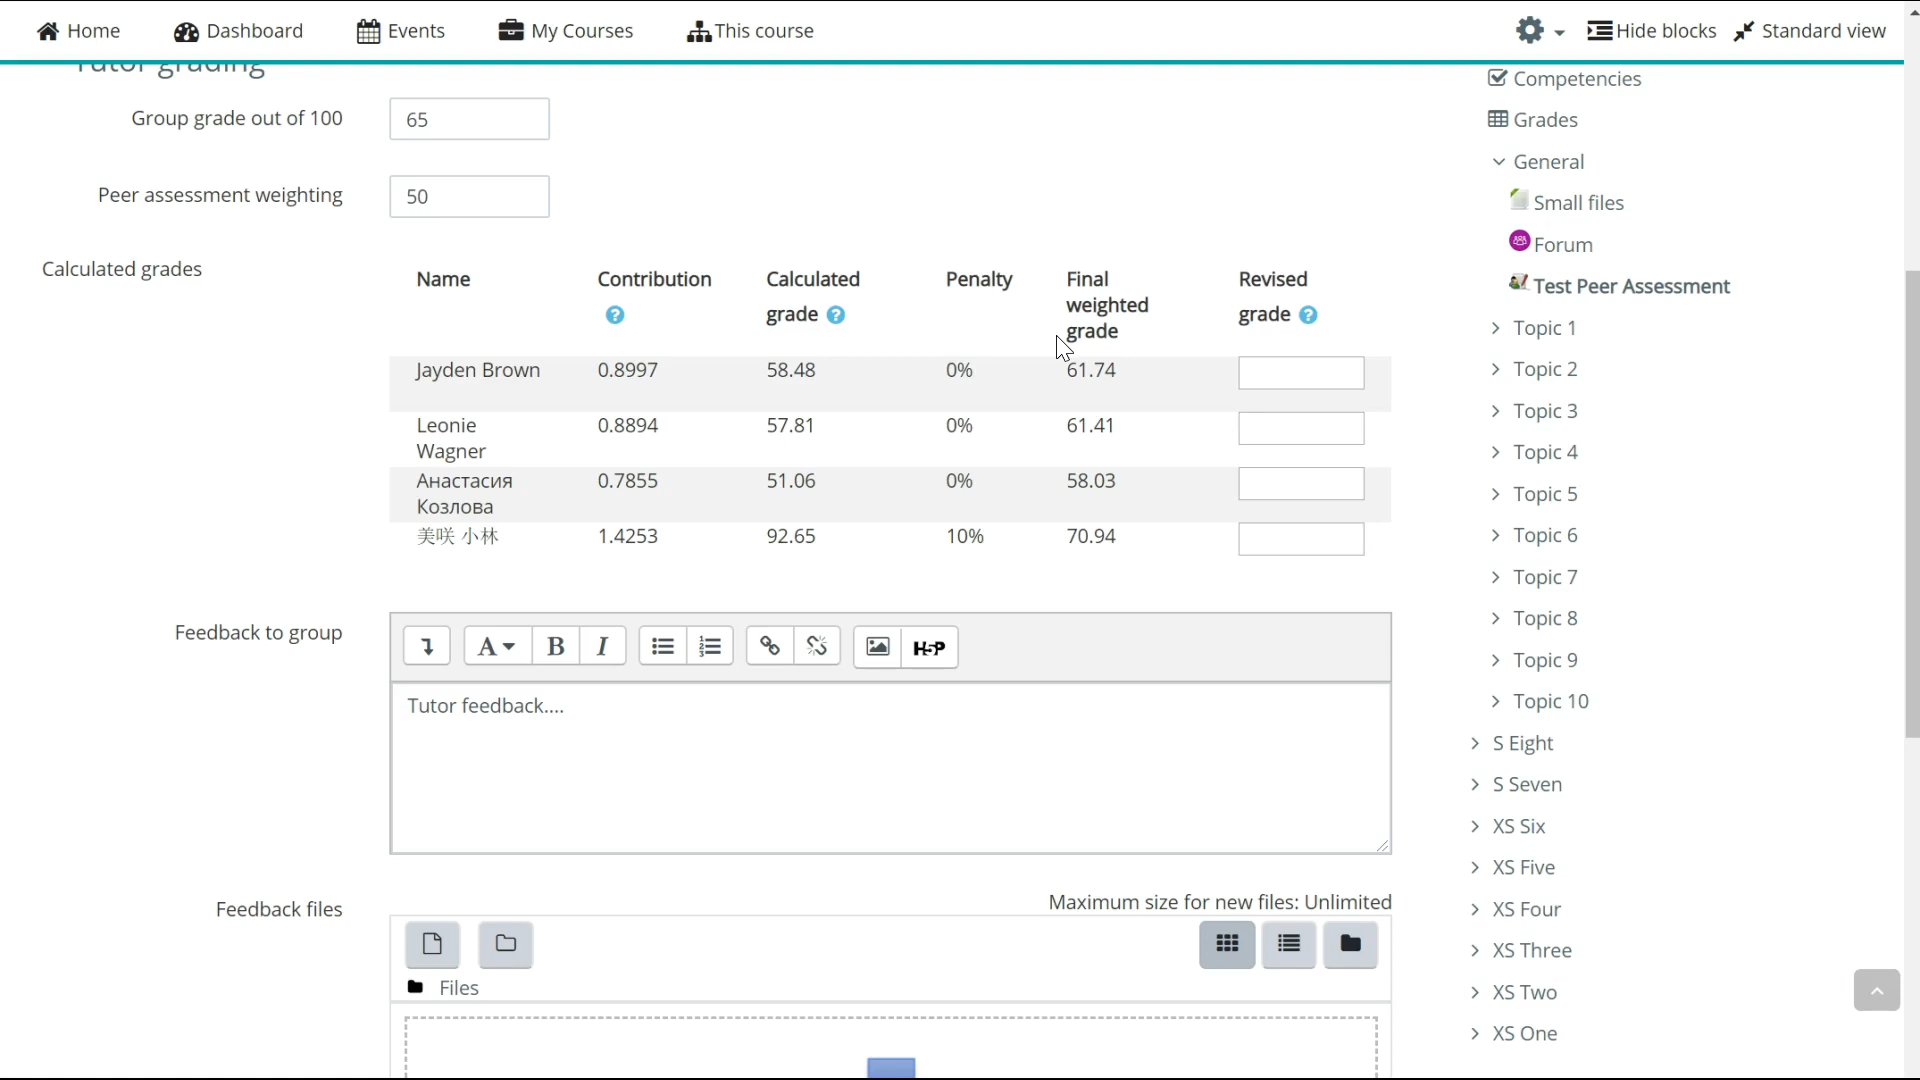 Home Dashboard Events My Courses This course Hide blocks Standard view
Tutor grading
Group grade out of 100 65
Peer assessment weighting 50
Calculated grades
Name Contribution Calculated grade Penalty Final weighted grade Revised grade
Jayden Brown 0.8997 58.48 0% 61.74
Leonie Wagner 0.8894 57.81 0% 61.41
Анастасия Козлова 0.7855 51.06 0% 58.03
美咲 小林 1.4253 92.65 10% 70.94
Feedback to group
A B I H5P
Tutor feedback....
Feedback files
Maximum size for new files: Unlimited
Files
Competencies
Grades
General
Small files
Forum
Test Peer Assessment
Topic 1
Topic 2
Topic 3
Topic 4
Topic 5
Topic 6
Topic 7
Topic 8
Topic 9
Topic 10
S Eight
S Seven
XS Six
XS Five
XS Four
XS Three
XS Two
XS One